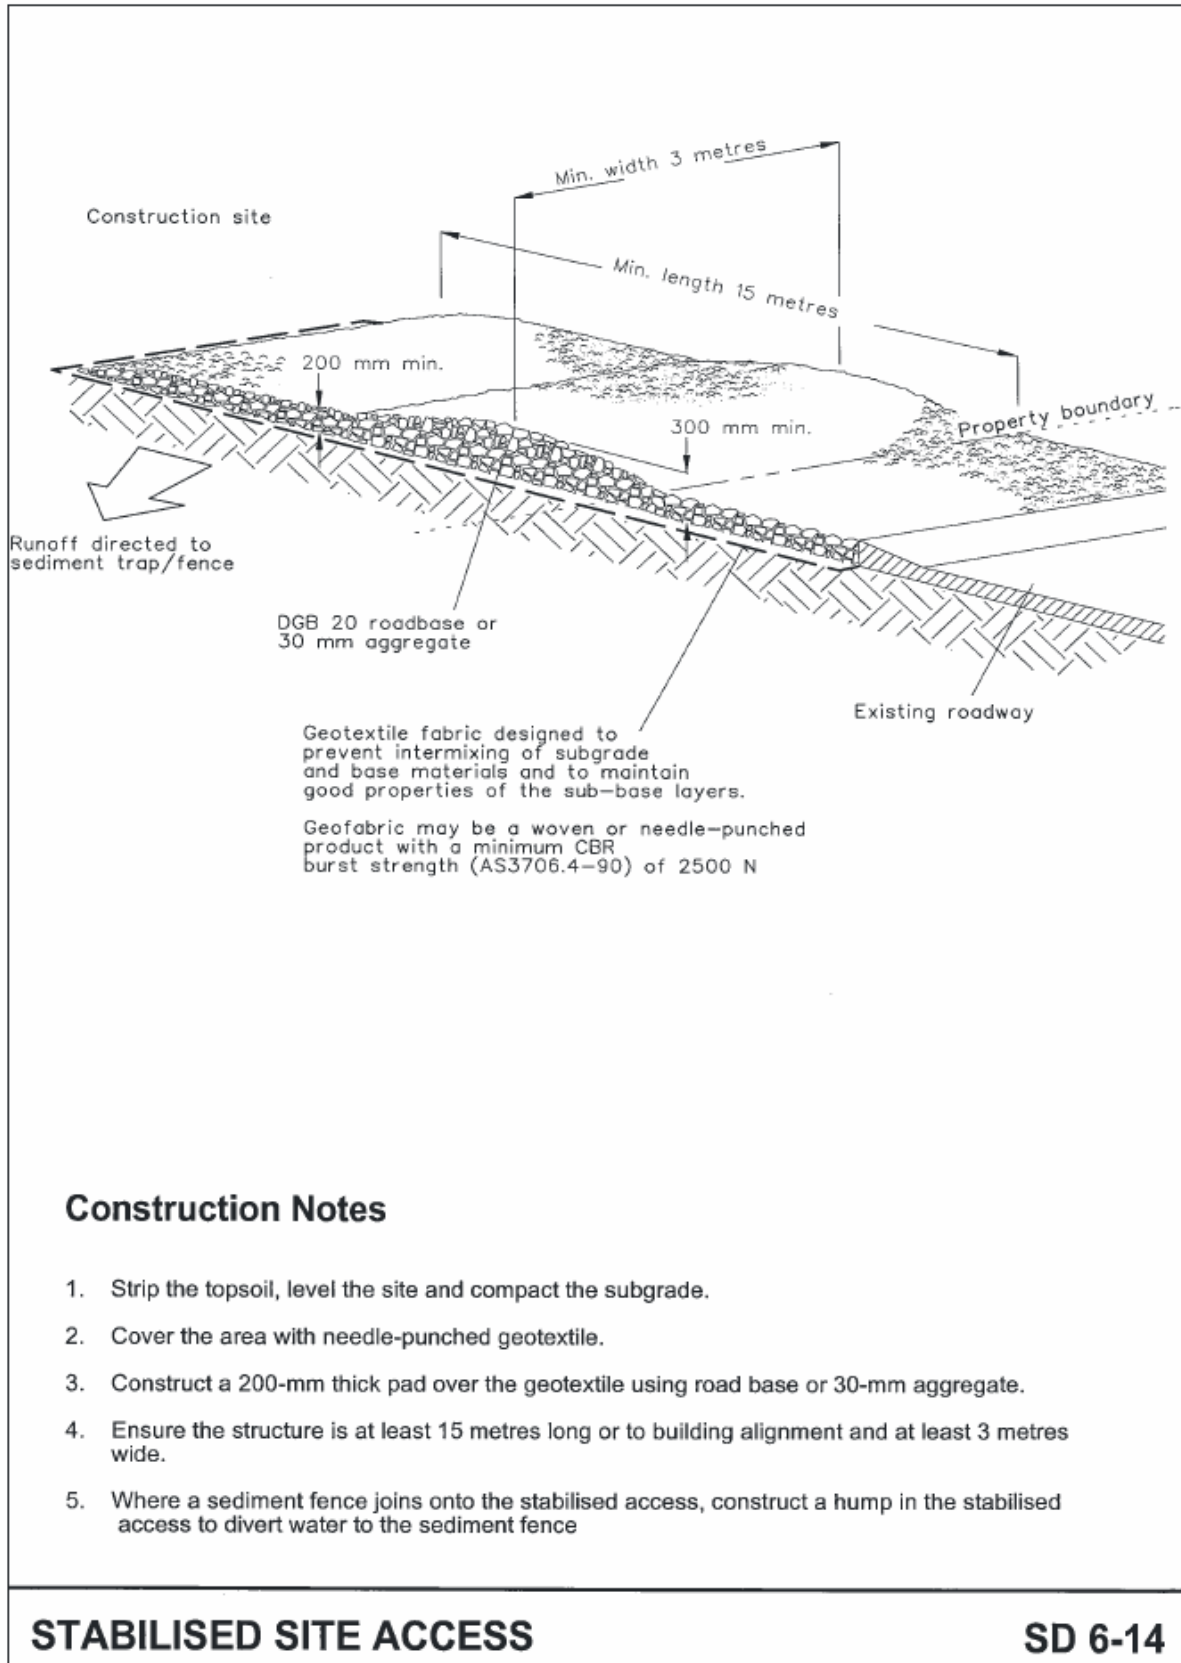 Min. width 3 metres
Construction site
Min. length 15 metres
200 mm min.
300 mm min.
Property boundary
Runoff directed to
sediment trap/fence
DGB 20 roadbase or
30 mm aggregate
Existing roadway
Geotextile fabric designed to
prevent intermixing of subgrade
and base materials and to maintain
good properties of the sub-base layers.
Geofabric may be a woven or needle-punched
product with a minimum CBR
burst strength (AS3706.4-90) of 2500 N
Construction Notes
1. Strip the topsoil, level the site and compact the subgrade.
2. Cover the area with needle-punched geotextile.
3. Construct a 200-mm thick pad over the geotextile using road base or 30-mm aggregate.
4. Ensure the structure is at least 15 metres long or to building alignment and at least 3 metres
wide.
5. Where a sediment fence joins onto the stabilised access, construct a hump in the stabilised
access to divert water to the sediment fence
STABILISED SITE ACCESS
SD 6-14